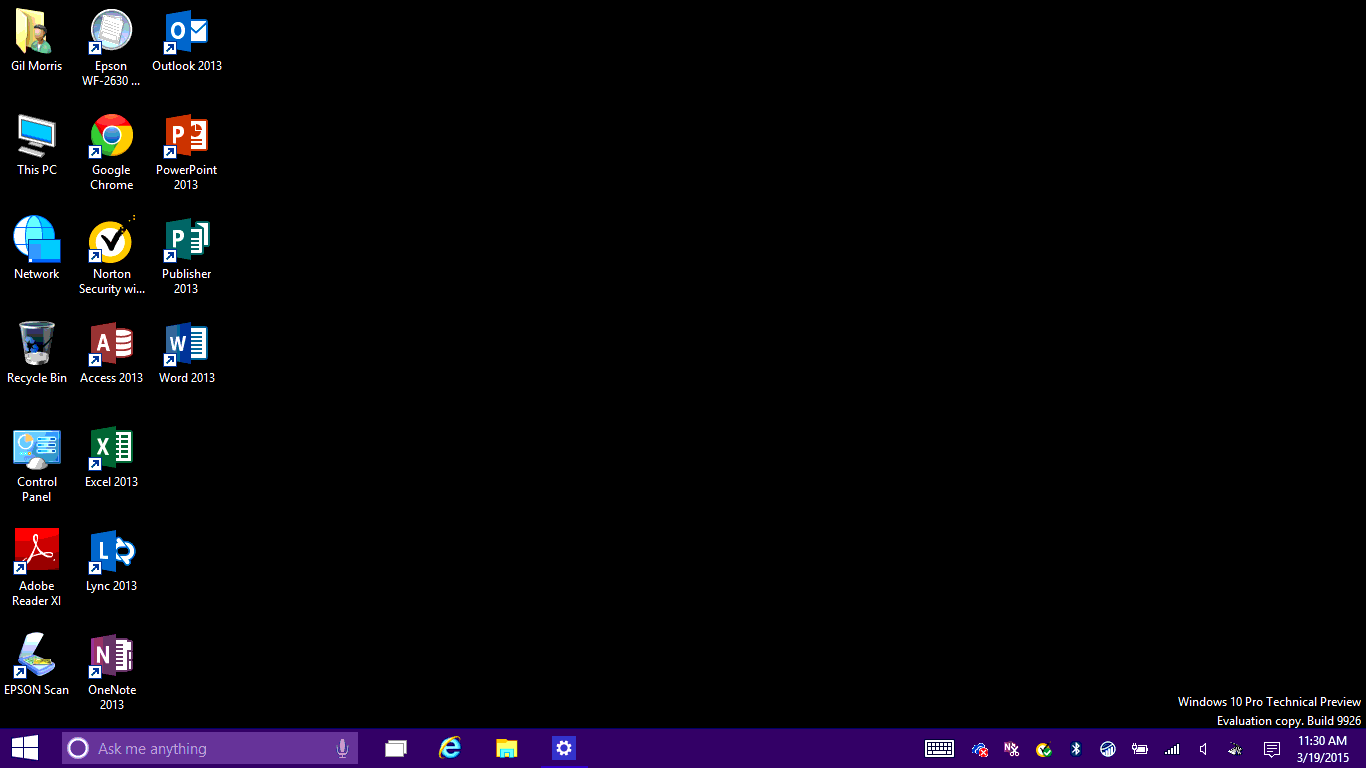 Gil Morris
Epson
WF-2630 ...
Outlook 2013
This PC
Google
Chrome
PowerPoint
2013
Network
Norton
Security wi...
Publisher
2013
Recycle Bin
Access 2013
Word 2013
Control
Panel
Excel 2013
Adobe
Reader XI
Lync 2013
EPSON Scan
OneNote
2013
Windows 10 Pro Technical Preview
Evaluation copy. Build 9926
Ask me anything
11:30 AM
3/19/2015